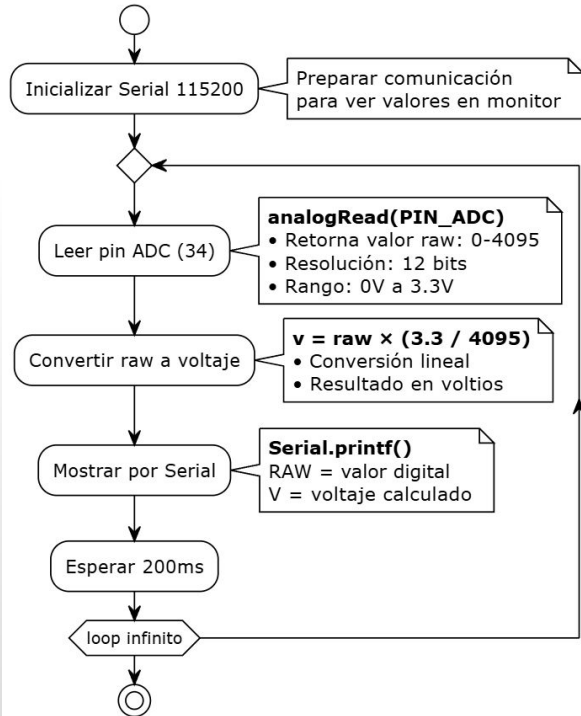 Inicializar Serial 115200
Preparar comunicación
para ver valores en monitor
Leer pin ADC (34)
analogRead(PIN_ADC)
• Retorna valor raw: 0-4095
• Resolución: 12 bits
• Rango: 0V a 3.3V
Convertir raw a voltaje
v = raw × (3.3 / 4095)
• Conversión lineal
• Resultado en voltios
Mostrar por Serial
Serial.printf()
RAW = valor digital
V = voltaje calculado
Esperar 200ms
loop infinito